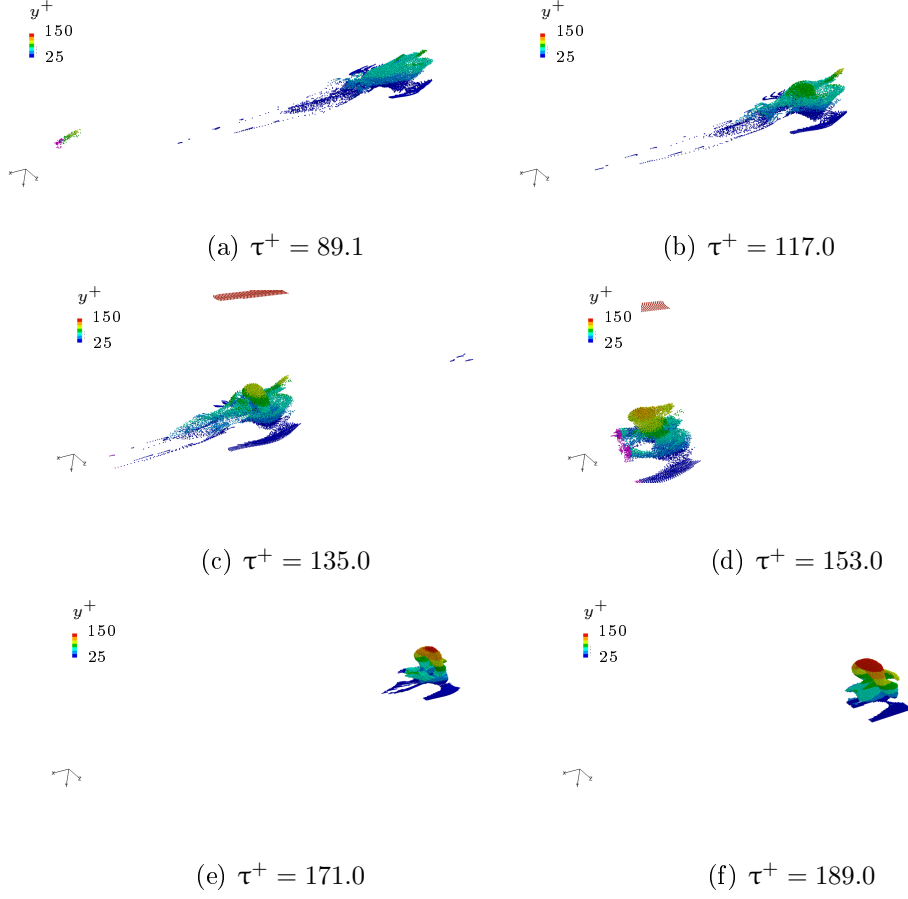 y+
150
25
x z
(a) τ+ = 89.1
y+
150
25
x z
(b) τ+ = 117.0
y+
150
25
x z
(c) τ+ = 135.0
y+
150
25
x z
(d) τ+ = 153.0
y+
150
25
x z
(e) τ+ = 171.0
y+
150
25
x z
(f) τ+ = 189.0